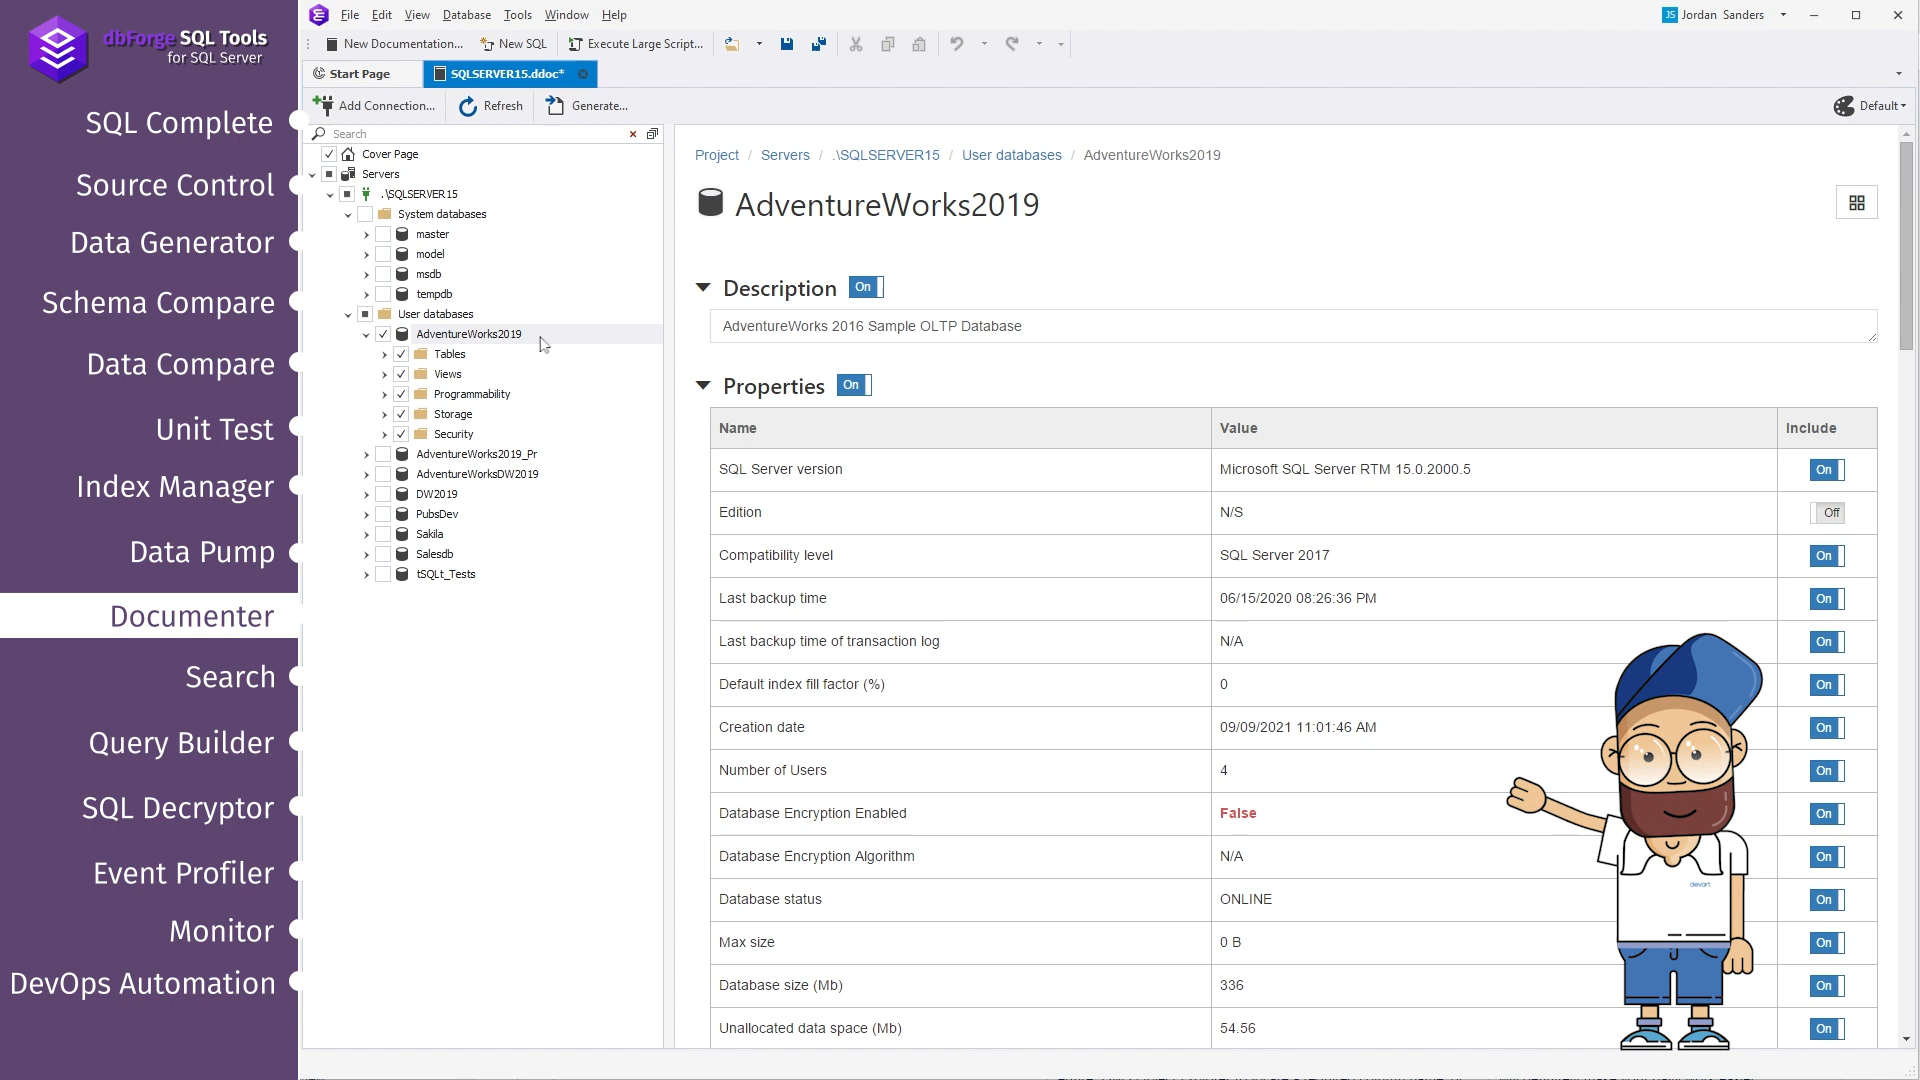 dbForge SQL Tools
for SQL Server
SQL Complete
Source Control
Data Generator
Schema Compare
Data Compare
Unit Test
Index Manager
Data Pump
Documenter
Search
Query Builder
SQL Decryptor
Event Profiler
Monitor
DevOps Automation
File Edit View Database Tools Window Help
JS Jordan Sanders
New Documentation... New SQL Execute Large Script...
Start Page SQLSERVER15.ddoc*
Add Connection... Refresh Generate... Default
Search
Cover Page
Servers
.\SQLSERVER15
System databases
master
model
msdb
tempdb
User databases
AdventureWorks2019
Tables
Views
Programmability
Storage
Security
AdventureWorks2019_Pr
AdventureWorksDW2019
DW2019
PubsDev
Sakila
Salesdb
tSQLt_Tests
Project / Servers / .\SQLSERVER15 / User databases / AdventureWorks2019
AdventureWorks2019
Description On
AdventureWorks 2016 Sample OLTP Database
Properties On
Name Value Include
SQL Server version Microsoft SQL Server RTM 15.0.2000.5 On
Edition N/S Off
Compatibility level SQL Server 2017 On
Last backup time 06/15/2020 08:26:36 PM On
Last backup time of transaction log N/A On
Default index fill factor (%) 0 On
Creation date 09/09/2021 11:01:46 AM On
Number of Users 4 On
Database Encryption Enabled False On
Database Encryption Algorithm N/A On
Database status ONLINE On
Max size 0 B On
Database size (Mb) 336 On
Unallocated data space (Mb) 54.56 On
devart